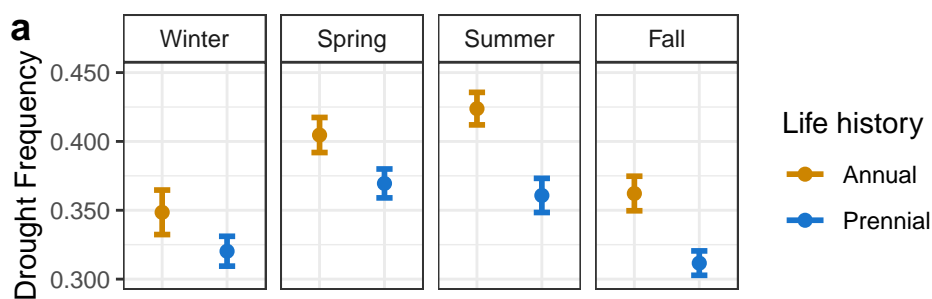 a
Winter
Spring
Summer
Fall
Drought Frequency
0.450
0.400
0.350
0.300
Life history
Annual
Prennial